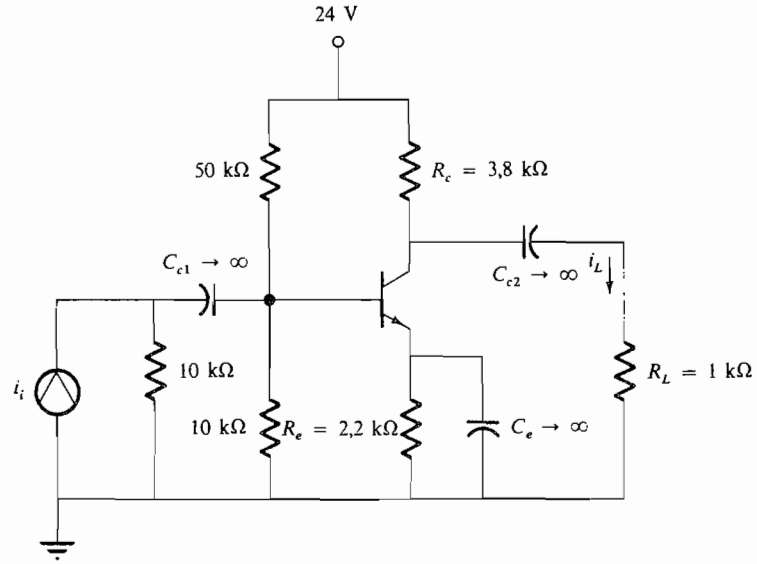 24 V
50 kΩ
R_c = 3,8 kΩ
C_c1 → ∞
C_c2 → ∞
i_L
i_i
10 kΩ
R_L = 1 kΩ
10 kΩ
R_e = 2,2 kΩ
C_e → ∞